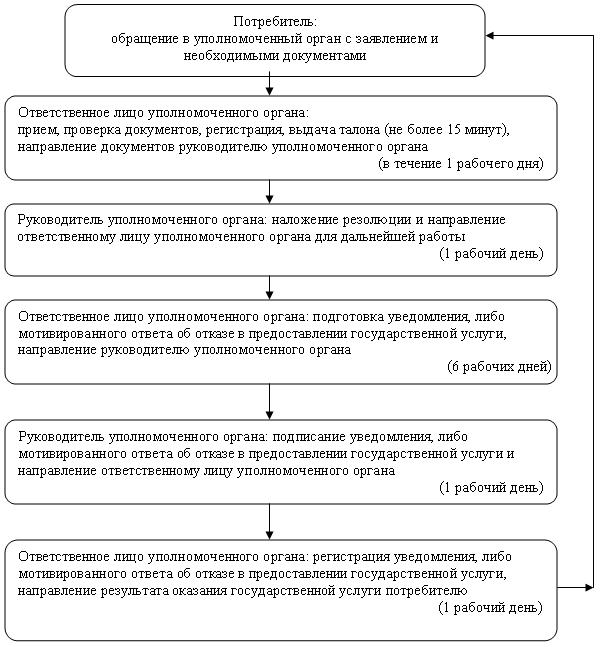 Потребитель:
обращение в уполномоченный орган с заявлением и
необходимыми документами
Ответственное лицо уполномоченного органа:
прием, проверка документов, регистрация, выдача талона (не более 15 минут),
направление документов руководителю уполномоченного органа
(в течение 1 рабочего дня)
Руководитель уполномоченного органа: наложение резолюции и направление
ответственному лицу уполномоченного органа для дальнейшей работы
(1 рабочий день)
Ответственное лицо уполномоченного органа: подготовка уведомления, либо
мотивированного ответа об отказе в предоставлении государственной услуги,
направление руководителю уполномоченного органа
(6 рабочих дней)
Руководитель уполномоченного органа: подписание уведомления, либо
мотивированного ответа об отказе в предоставлении государственной услуги и
направление ответственному лицу уполномоченного органа
(1 рабочий день)
Ответственное лицо уполномоченного органа: регистрация уведомления, либо
мотивированного ответа об отказе в предоставлении государственной услуги,
направление результата оказания государственной услуги потребителю
(1 рабочий день)